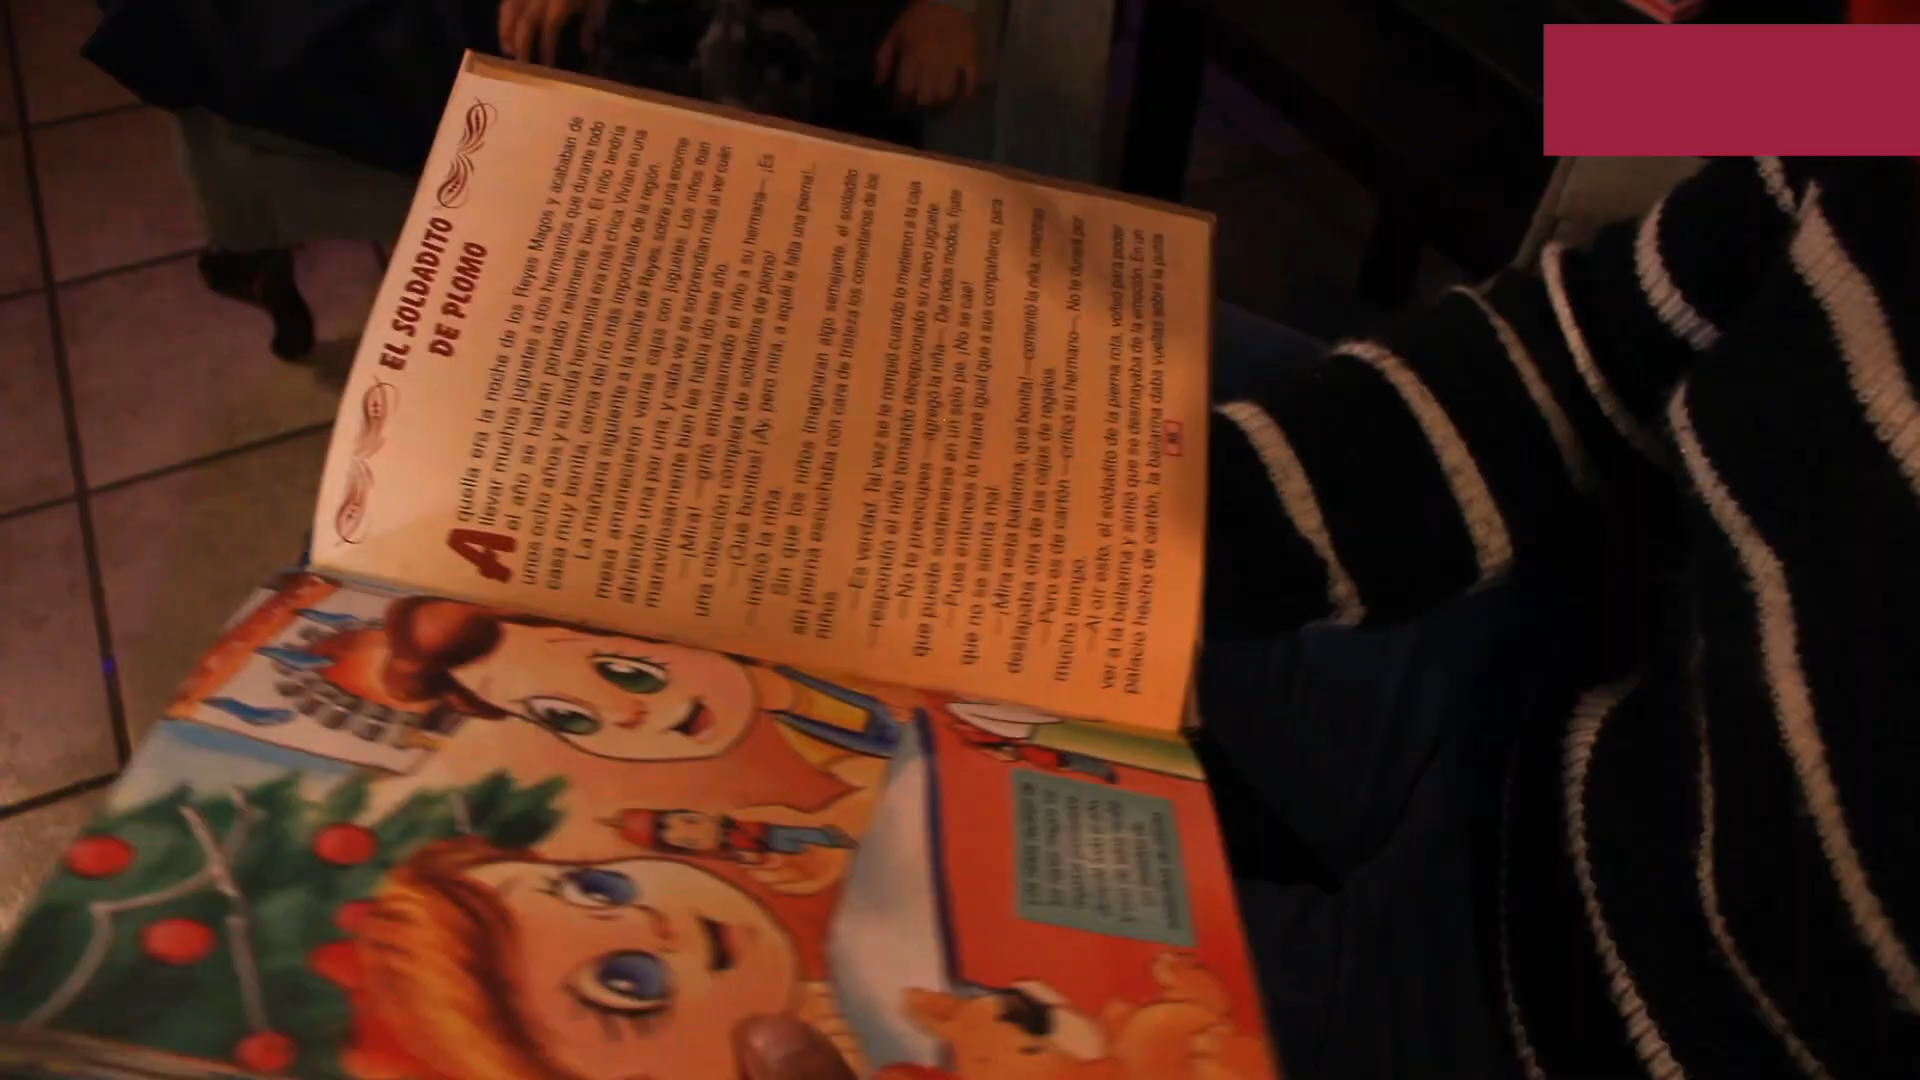 EL SOLDADITO
DE PLOMO
Aquella era la noche de los Reyes Magos y acababan de
llevar muchos juguetes a dos hermanitos que durante todo
el año se habían portado realmente bien. El niño tendría
unos ocho años y su linda hermanita era más chica. Vivían en una
casa muy bonita, cerca del río más importante de la región.
La mañana siguiente a la noche de Reyes, sobre una enorme
mesa amanecieron varias cajas con juguetes. Los niños iban
abriendo una por una, y cada vez se sorprendían más al ver cuán
maravillosamente bien les había ido ese año.
—¡Mira! —gritó entusiasmado el niño a su hermana—. ¡Es
una colección completa de soldaditos de plomo!
—¡Qué bonitos! ¡Ay, pero mira, a aquél le falta una pierna!...
—indicó la niña.
Sin que los niños imaginaran algo semejante, el soldadito
sin pierna escuchaba con cara de tristeza los comentarios de los
niños.
—Es verdad. Tal vez se le rompió cuando lo metieron a la caja
—respondió el niño tomando decepcionado su nuevo juguete.
—No te preocupes —agregó la niña—. De todos modos, fíjate
que puede sostenerse en un solo pie. ¡No se cae!
—Pues entonces lo trataré igual que a sus compañeros, para
que no se sienta mal.
—Mira esta bailarina, ¡qué bonita! —comentó la niña, mientras
destapaba otra de las cajas de regalos.
—Pero es de cartón —criticó su hermano—. No te durará por
mucho tiempo.
—Al oír esto, el soldadito de la pierna rota, volteó para poder
ver a la bailarina y sintió que se desmayaba de la emoción. En un
palacio hecho de cartón, la bailarina daba vueltas sobre la punta